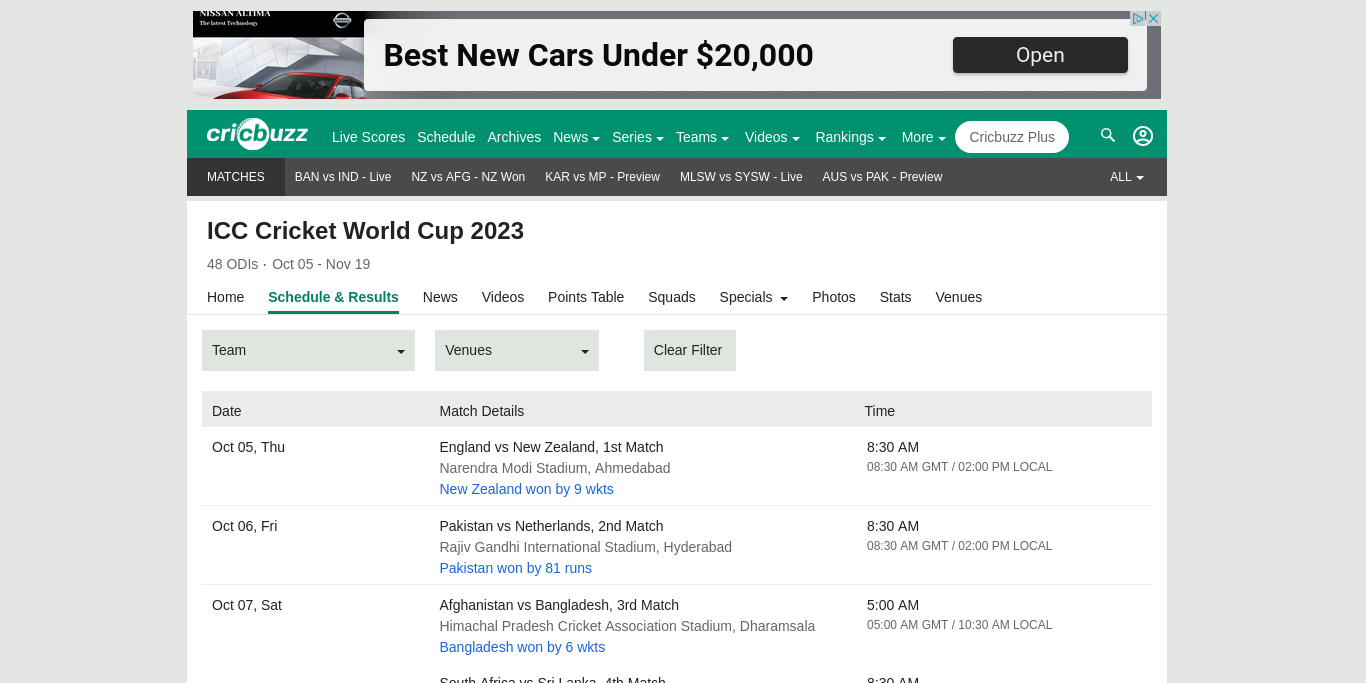 NISSAN ALTIMA
The latest Technology
Best New Cars Under $20,000
Open
cricbuzz
Live Scores Schedule Archives News Series Teams Videos Rankings More Cricbuzz Plus
MATCHES BAN vs IND - Live NZ vs AFG - NZ Won KAR vs MP - Preview MLSW vs SYSW - Live AUS vs PAK - Preview ALL
ICC Cricket World Cup 2023
48 ODIs · Oct 05 - Nov 19
Home Schedule & Results News Videos Points Table Squads Specials Photos Stats Venues
Team Venues Clear Filter
Date Match Details Time
Oct 05, Thu England vs New Zealand, 1st Match 8:30 AM
Narendra Modi Stadium, Ahmedabad 08:30 AM GMT / 02:00 PM LOCAL
New Zealand won by 9 wkts
Oct 06, Fri Pakistan vs Netherlands, 2nd Match 8:30 AM
Rajiv Gandhi International Stadium, Hyderabad 08:30 AM GMT / 02:00 PM LOCAL
Pakistan won by 81 runs
Oct 07, Sat Afghanistan vs Bangladesh, 3rd Match 5:00 AM
Himachal Pradesh Cricket Association Stadium, Dharamsala 05:00 AM GMT / 10:30 AM LOCAL
Bangladesh won by 6 wkts
South Africa vs Sri Lanka, 4th Match 8:30 AM